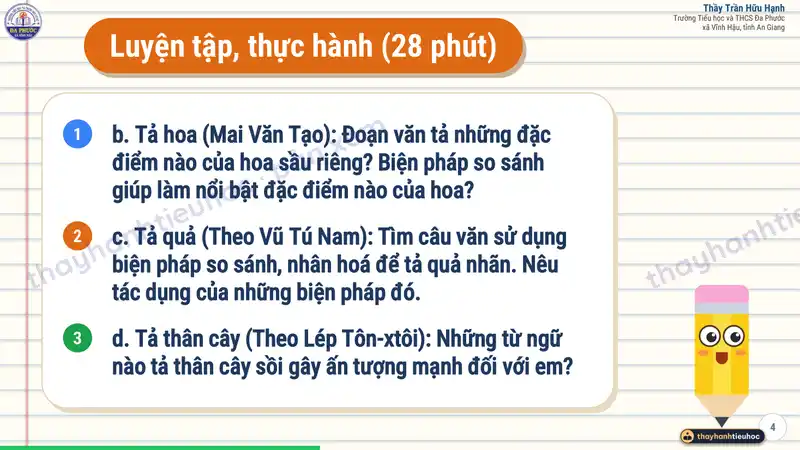 Thầy Trần Hữu Hạnh
Trường Tiểu học và THCS Đa Phước
xã Vĩnh Hậu, tỉnh An Giang
ĐA PHƯỚC
Luyện tập, thực hành (28 phút)
1
b. Tả hoa (Mai Văn Tạo): Đoạn văn tả những đặc
điểm nào của hoa sầu riêng? Biện pháp so sánh
giúp làm nổi bật đặc điểm nào của hoa?
2
c. Tả quả (Theo Vũ Tú Nam): Tìm câu văn sử dụng
biện pháp so sánh, nhân hoá để tả quả nhãn. Nêu
tác dụng của những biện pháp đó.
3
d. Tả thân cây (Theo Lép Tôn-xtôi): Những từ ngữ
nào tả thân cây sồi gây ấn tượng mạnh đối với em?
thayhanhtieuhoc
4